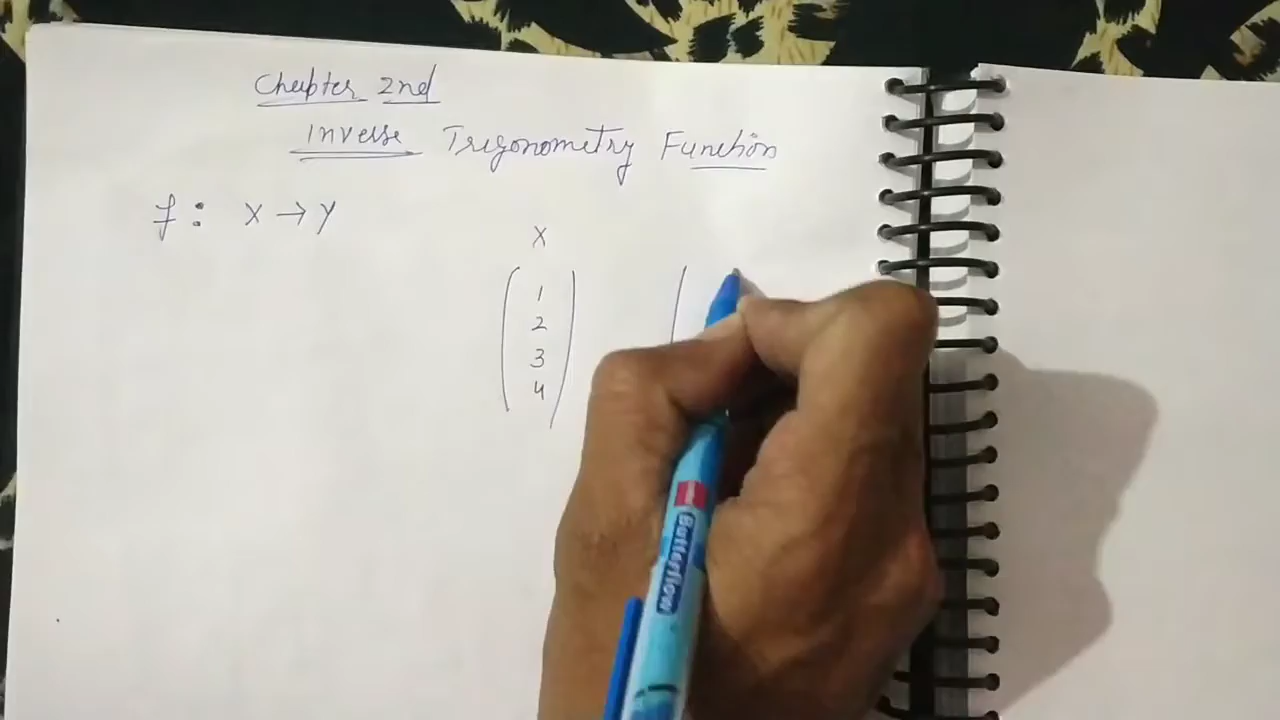 Chapter 2nd
Inverse Trigonometry Function
f : X → Y
X
1
2
3
4
Butterflow